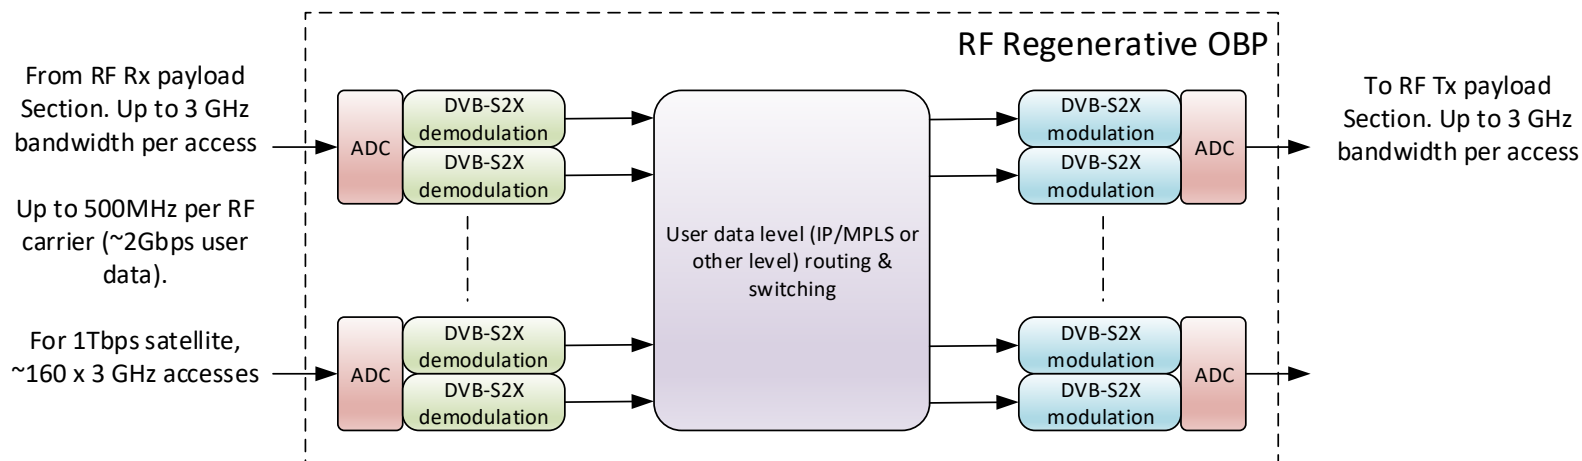 RF Regenerative OBP
From RF Rx payload
Section. Up to 3 GHz
bandwidth per access
Up to 500MHz per RF
carrier (~2Gbps user
data).
For 1Tbps satellite,
~160 x 3 GHz accesses
ADC
DVB-S2X
demodulation
DVB-S2X
demodulation
ADC
DVB-S2X
demodulation
DVB-S2X
demodulation
User data level (IP/MPLS or
other level) routing &
switching
DVB-S2X
modulation
DVB-S2X
modulation
ADC
DVB-S2X
modulation
DVB-S2X
modulation
ADC
To RF Tx payload
Section. Up to 3 GHz
bandwidth per access